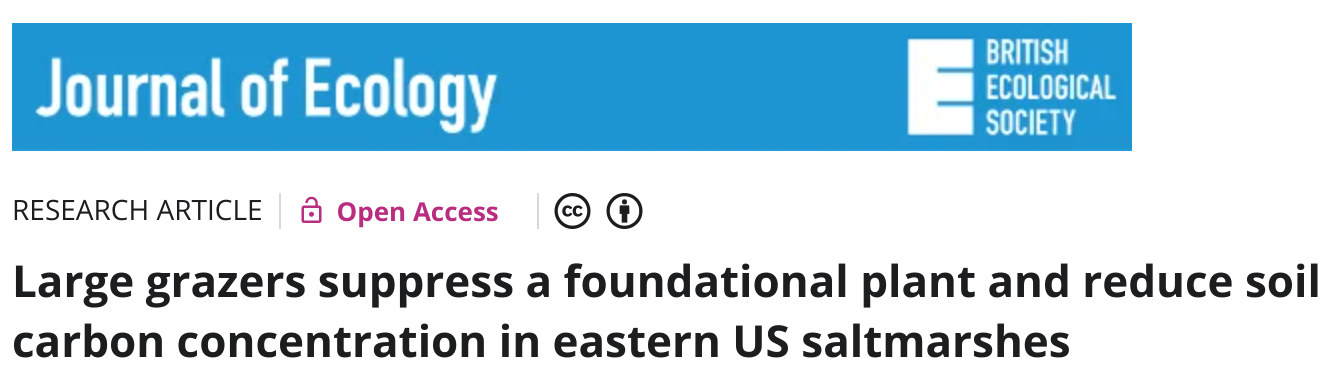 Journal of Ecology
BRITISH
ECOLOGICAL
SOCIETY
RESEARCH ARTICLE
Open Access
cc
Large grazers suppress a foundational plant and reduce soil
carbon concentration in eastern US saltmarshes